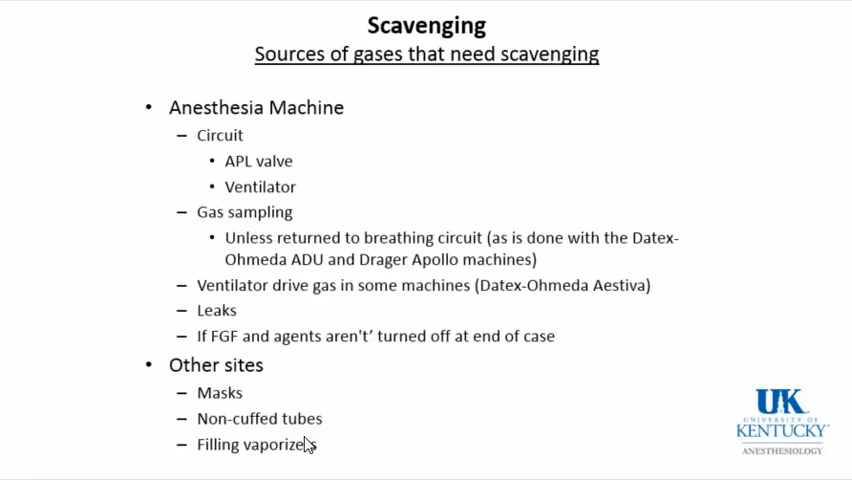 Scavenging
Sources of gases that need scavenging
• Anesthesia Machine
– Circuit
• APL valve
• Ventilator
– Gas sampling
• Unless returned to breathing circuit (as is done with the Datex-
Ohmeda ADU and Drager Apollo machines)
– Ventilator drive gas in some machines (Datex-Ohmeda Aestiva)
– Leaks
– If FGF and agents aren't’ turned off at end of case
• Other sites
– Masks
– Non-cuffed tubes
– Filling vaporizers
UK
UNIVERSITY OF
KENTUCKY
ANESTHESIOLOGY